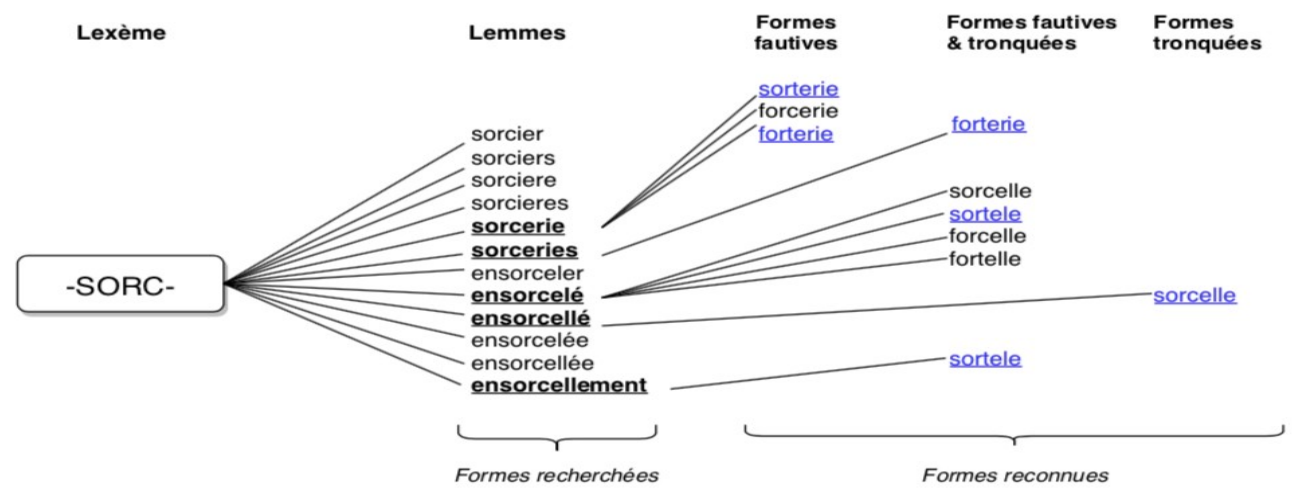 Lexème
Lemmes
Formes
fautives
Formes fautives
& tronquées
Formes
tronquées
-SORC-
sorcier
sorciers
sorciere
sorcieres
sorcerie
sorceries
ensorceler
ensorcelé
ensorcellé
ensorcelée
ensorcellée
ensorcellement
sorterie
forcerie
forterie
forterie
sorcelle
sortele
forcelle
fortelle
sortele
sorcelle
Formes recherchées
Formes reconnues